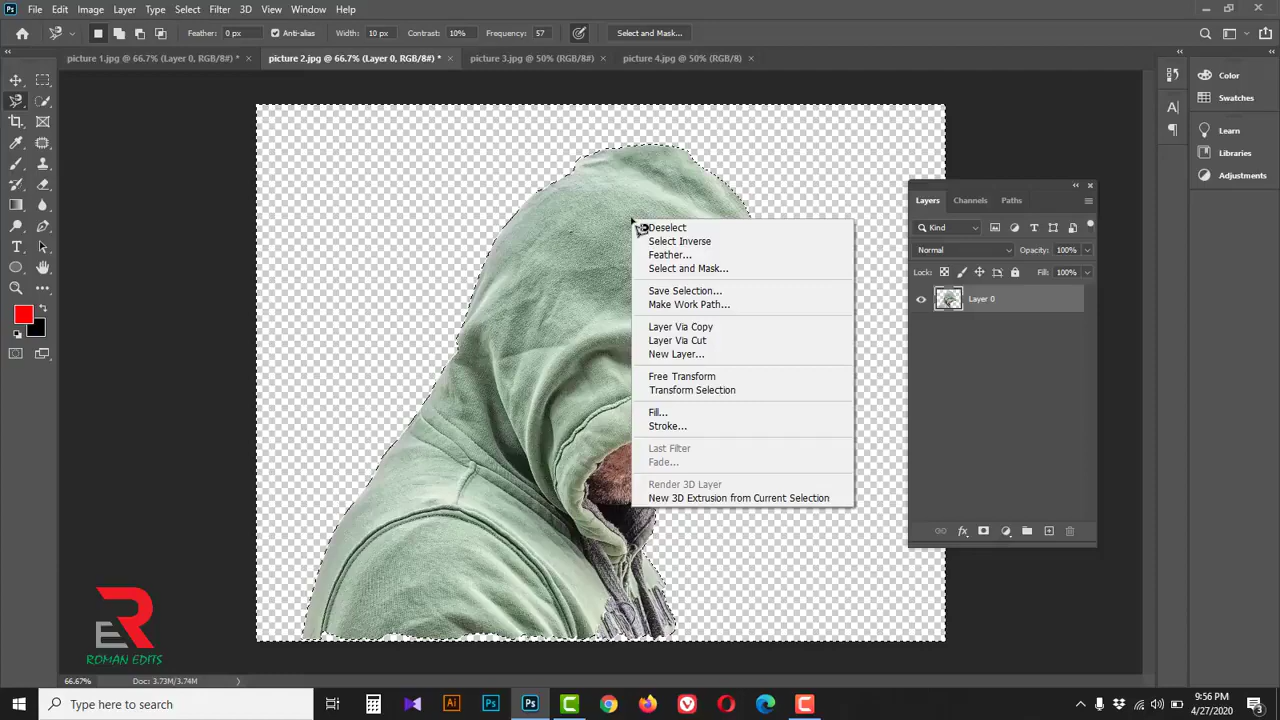 File Edit Image Layer Type Select Filter 3D View Window Help
Feather: 0 px Anti-alias Width: 10 px Contrast: 10% Frequency: 57 Select and Mask...
picture 1.jpg @ 66.7% (Layer 0, RGB/8#) * × picture 2.jpg @ 66.7% (Layer 0, RGB/8#) * × picture 3.jpg @ 50% (RGB/8#) × picture 4.jpg @ 50% (RGB/8) ×
Color
Swatches
Learn
Libraries
Adjustments
Layers Channels Paths
Kind
Normal Opacity: 100%
Lock: Fill: 100%
Layer 0
Deselect
Select Inverse
Feather...
Select and Mask...
Save Selection...
Make Work Path...
Layer Via Copy
Layer Via Cut
New Layer...
Free Transform
Transform Selection
Fill...
Stroke...
Last Filter
Fade...
Render 3D Layer
New 3D Extrusion from Current Selection
ER
ROMAN EDITS
66.67% Doc: 3.73M/3.74M
Type here to search
Ai Ps Ps
9:56 PM
4/27/2020